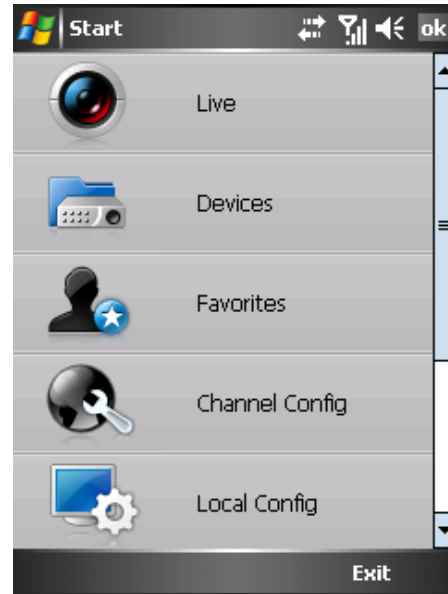 Start
ok
Live
Devices
Favorites
Channel Config
Local Config
Exit